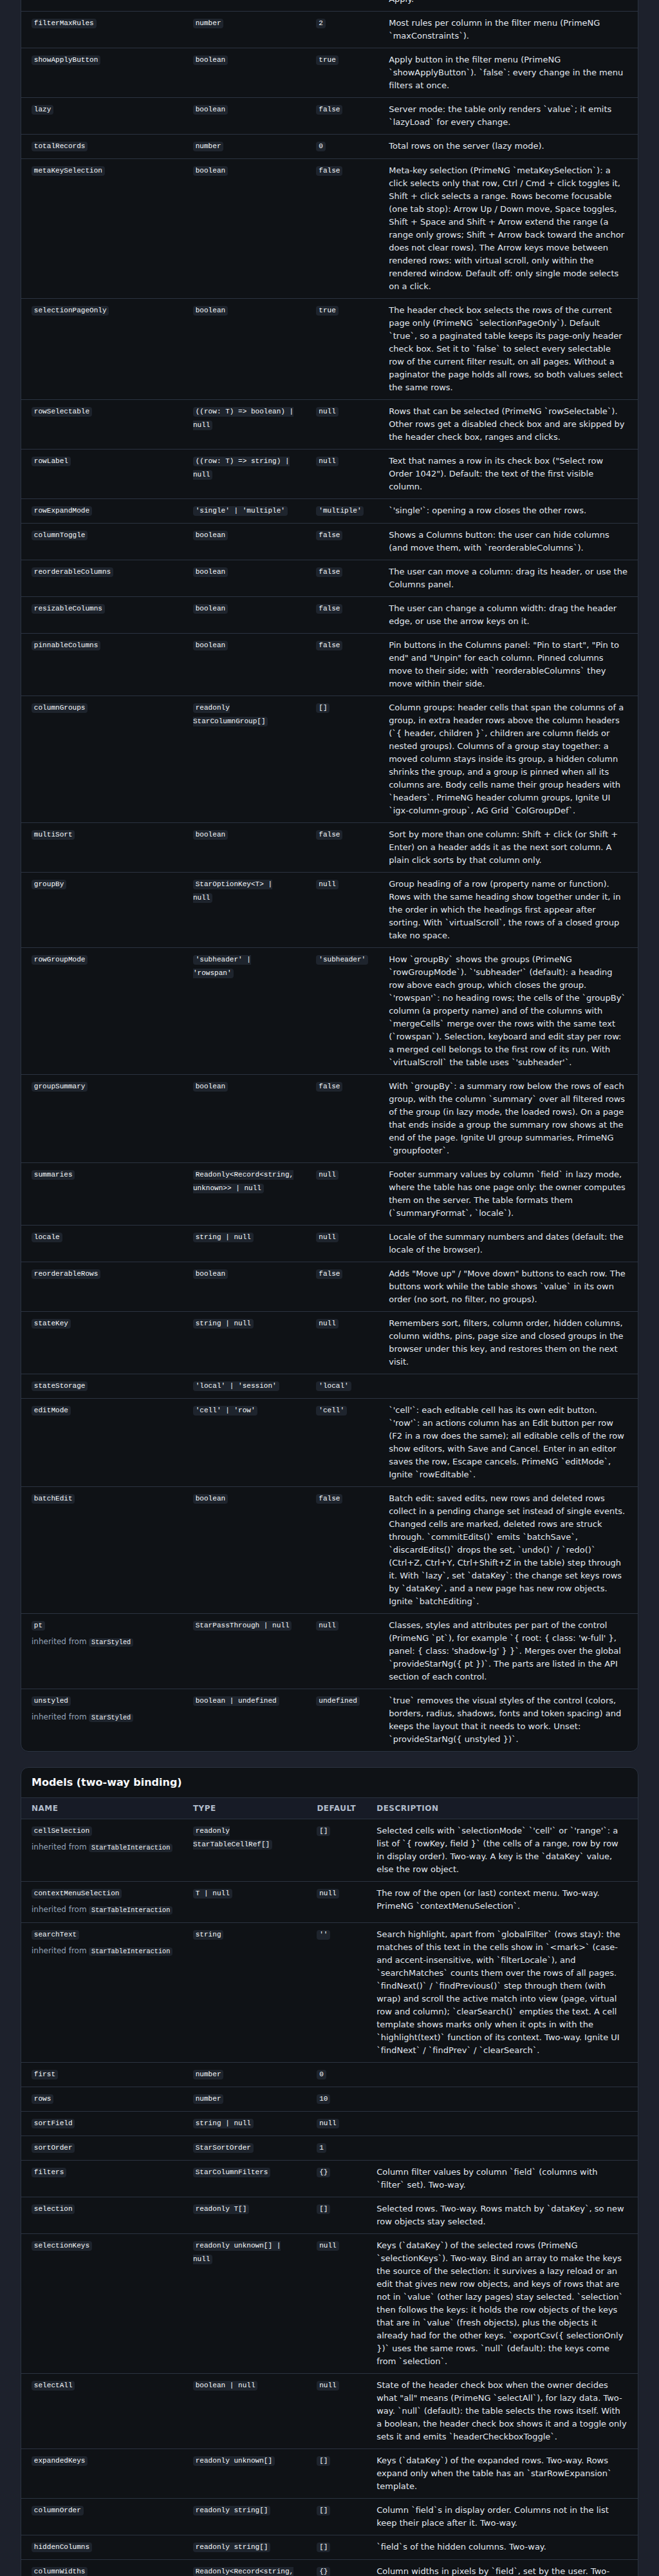 Apply.
filterMaxRules number 2 Most rules per column in the filter menu (PrimeNG
`maxConstraints`).
showApplyButton boolean true Apply button in the filter menu (PrimeNG
`showApplyButton`). `false`: every change in the menu
filters at once.
lazy boolean false Server mode: the table only renders `value`; it emits
`lazyLoad` for every change.
totalRecords number 0 Total rows on the server (lazy mode).
metaKeySelection boolean false Meta-key selection (PrimeNG `metaKeySelection`): a
click selects only that row, Ctrl / Cmd + click toggles it,
Shift + click selects a range. Rows become focusable
(one tab stop): Arrow Up / Down move, Space toggles,
Shift + Space and Shift + Arrow extend the range (a
range only grows; Shift + Arrow back toward the anchor
does not clear rows). The Arrow keys move between
rendered rows: with virtual scroll, only within the
rendered window. Default off: only single mode selects
on a click.
selectionPageOnly boolean true The header check box selects the rows of the current
page only (PrimeNG `selectionPageOnly`). Default
`true`, so a paginated table keeps its page-only header
check box. Set it to `false` to select every selectable
row of the current filter result, on all pages. Without a
paginator the page holds all rows, so both values select
the same rows.
rowSelectable ((row: T) => boolean) | null Rows that can be selected (PrimeNG `rowSelectable`).
null Other rows get a disabled check box and are skipped by
the header check box, ranges and clicks.
rowLabel ((row: T) => string) | null Text that names a row in its check box ("Select row
null Order 1042"). Default: the text of the first visible
column.
rowExpandMode 'single' | 'multiple' 'multiple' `'single'`: opening a row closes the other rows.
columnToggle boolean false Shows a Columns button: the user can hide columns
(and move them, with `reorderableColumns`).
reorderableColumns boolean false The user can move a column: drag its header, or use the
Columns panel.
resizableColumns boolean false The user can change a column width: drag the header
edge, or use the arrow keys on it.
pinnableColumns boolean false Pin buttons in the Columns panel: "Pin to start", "Pin to
end" and "Unpin" for each column. Pinned columns
move to their side; with `reorderableColumns` they
move within their side.
columnGroups readonly [] Column groups: header cells that span the columns of a
StarColumnGroup[] group, in extra header rows above the column headers
(`{ header, children }`, children are column fields or
nested groups). Columns of a group stay together: a
moved column stays inside its group, a hidden column
shrinks the group, and a group is pinned when all its
columns are. Body cells name their group headers with
`headers`. PrimeNG header column groups, Ignite UI
`igx-column-group`, AG Grid `ColGroupDef`.
multiSort boolean false Sort by more than one column: Shift + click (or Shift +
Enter) on a header adds it as the next sort column. A
plain click sorts by that column only.
groupBy StarOptionKey<T> | null Group heading of a row (property name or function).
null Rows with the same heading show together under it, in
the order in which the headings first appear after
sorting. With `virtualScroll`, the rows of a closed group
take no space.
rowGroupMode 'subheader' | 'subheader' How `groupBy` shows the groups (PrimeNG
'rowspan' `rowGroupMode`). `'subheader'` (default): a heading
row above each group, which closes the group.
`'rowspan'`: no heading rows; the cells of the `groupBy`
column (a property name) and of the columns with
`mergeCells` merge over the rows with the same text
(`rowspan`). Selection, keyboard and edit stay per row:
a merged cell belongs to the first row of its run. With
`virtualScroll` the table uses `'subheader'`.
groupSummary boolean false With `groupBy`: a summary row below the rows of each
group, with the column `summary` over all filtered rows
of the group (in lazy mode, the loaded rows). On a page
that ends inside a group the summary row shows at the
end of the page. Ignite UI group summaries, PrimeNG
`groupfooter`.
summaries Readonly<Record<string, null Footer summary values by column `field` in lazy mode,
unknown>> | null where the table has one page only: the owner computes
them on the server. The table formats them
(`summaryFormat`, `locale`).
locale string | null null Locale of the summary numbers and dates (default: the
locale of the browser).
reorderableRows boolean false Adds "Move up" / "Move down" buttons to each row. The
buttons work while the table shows `value` in its own
order (no sort, no filter, no groups).
stateKey string | null null Remembers sort, filters, column order, hidden columns,
column widths, pins, page size and closed groups in the
browser under this key, and restores them on the next
visit.
stateStorage 'local' | 'session' 'local'
editMode 'cell' | 'row' 'cell' `'cell'`: each editable cell has its own edit button.
`'row'`: an actions column has an Edit button per row
(F2 in a row does the same); all editable cells of the row
show editors, with Save and Cancel. Enter in an editor
saves the row, Escape cancels. PrimeNG `editMode`,
Ignite `rowEditable`.
batchEdit boolean false Batch edit: saved edits, new rows and deleted rows
collect in a pending change set instead of single events.
Changed cells are marked, deleted rows are struck
through. `commitEdits()` emits `batchSave`,
`discardEdits()` drops the set, `undo()` / `redo()`
(Ctrl+Z, Ctrl+Y, Ctrl+Shift+Z in the table) step through
it. With `lazy`, set `dataKey`: the change set keys rows
by `dataKey`, and a new page has new row objects.
Ignite `batchEditing`.
pt StarPassThrough | null null Classes, styles and attributes per part of the control
inherited from StarStyled (PrimeNG `pt`), for example `{ root: { class: 'w-full' },
panel: { class: 'shadow-lg' } }`. Merges over the global
`provideStarNg({ pt })`. The parts are listed in the API
section of each control.
unstyled boolean | undefined undefined `true` removes the visual styles of the control (colors,
inherited from StarStyled borders, radius, shadows, fonts and token spacing) and
keeps the layout that it needs to work. Unset:
`provideStarNg({ unstyled })`.
Models (two-way binding)
NAME TYPE DEFAULT DESCRIPTION
cellSelection readonly [] Selected cells with `selectionMode` `'cell'` or `'range'`: a
inherited from StarTableInteraction StarTableCellRef[] list of `{ rowKey, field }` (the cells of a range, row by row
in display order). Two-way. A key is the `dataKey` value,
else the row object.
contextMenuSelection T | null null The row of the open (or last) context menu. Two-way.
inherited from StarTableInteraction PrimeNG `contextMenuSelection`.
searchText string '' Search highlight, apart from `globalFilter` (rows stay): the
inherited from StarTableInteraction matches of this text in the cells show in `<mark>` (case-
and accent-insensitive, with `filterLocale`), and
`searchMatches` counts them over the rows of all pages.
`findNext()` / `findPrevious()` step through them (with
wrap) and scroll the active match into view (page, virtual
row and column); `clearSearch()` empties the text. A cell
template shows marks only when it opts in with the
`highlight(text)` function of its context. Two-way. Ignite UI
`findNext` / `findPrev` / `clearSearch`.
first number 0
rows number 10
sortField string | null null
sortOrder StarSortOrder 1
filters StarColumnFilters {} Column filter values by column `field` (columns with
`filter` set). Two-way.
selection readonly T[] [] Selected rows. Two-way. Rows match by `dataKey`, so new
row objects stay selected.
selectionKeys readonly unknown[] | null Keys (`dataKey`) of the selected rows (PrimeNG
null `selectionKeys`). Two-way. Bind an array to make the keys
the source of the selection: it survives a lazy reload or an
edit that gives new row objects, and keys of rows that are
not in `value` (other lazy pages) stay selected. `selection`
then follows the keys: it holds the row objects of the keys
that are in `value` (fresh objects), plus the objects it
already had for the other keys. `exportCsv({ selectionOnly
})` uses the same rows. `null` (default): the keys come
from `selection`.
selectAll boolean | null null State of the header check box when the owner decides
what "all" means (PrimeNG `selectAll`), for lazy data. Two-
way. `null` (default): the table selects the rows itself. With
a boolean, the header check box shows it and a toggle only
sets it and emits `headerCheckboxToggle`.
expandedKeys readonly unknown[] [] Keys (`dataKey`) of the expanded rows. Two-way. Rows
expand only when the table has an `starRowExpansion`
template.
columnOrder readonly string[] [] Column `field`s in display order. Columns not in the list
keep their place after it. Two-way.
hiddenColumns readonly string[] [] `field`s of the hidden columns. Two-way.
columnWidths Readonly<Record<string, {} Column widths in pixels by `field`, set by the user. Two-